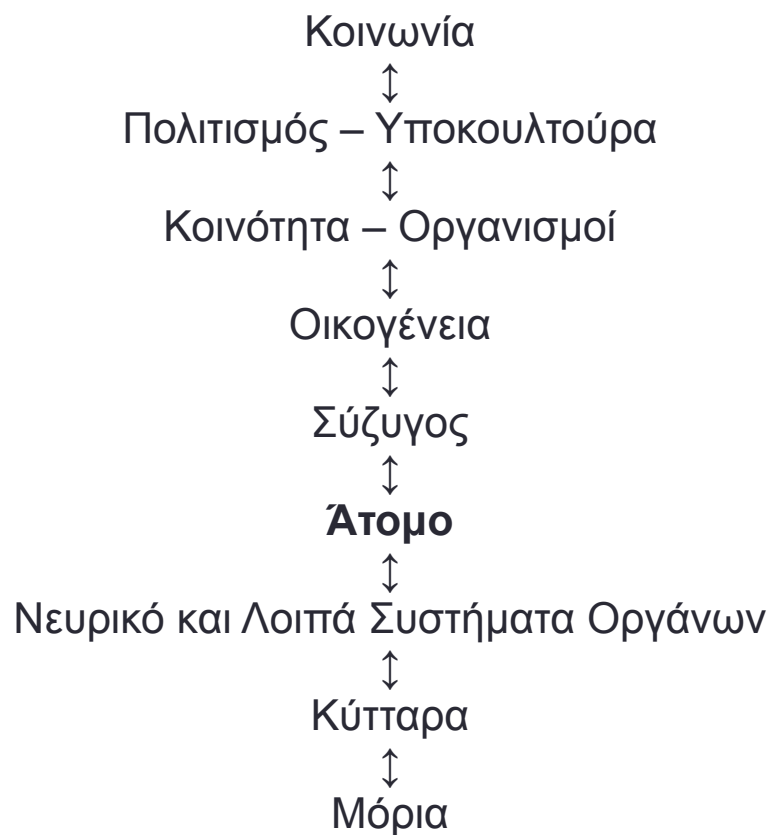 Κοινωνία
↕
Πολιτισμός – Υποκουλτούρα
↕
Κοινότητα – Οργανισμοί
↕
Οικογένεια
↕
Σύζυγος
↕
Άτομο
↕
Νευρικό και Λοιπά Συστήματα Οργάνων
↕
Κύτταρα
↕
Μόρια